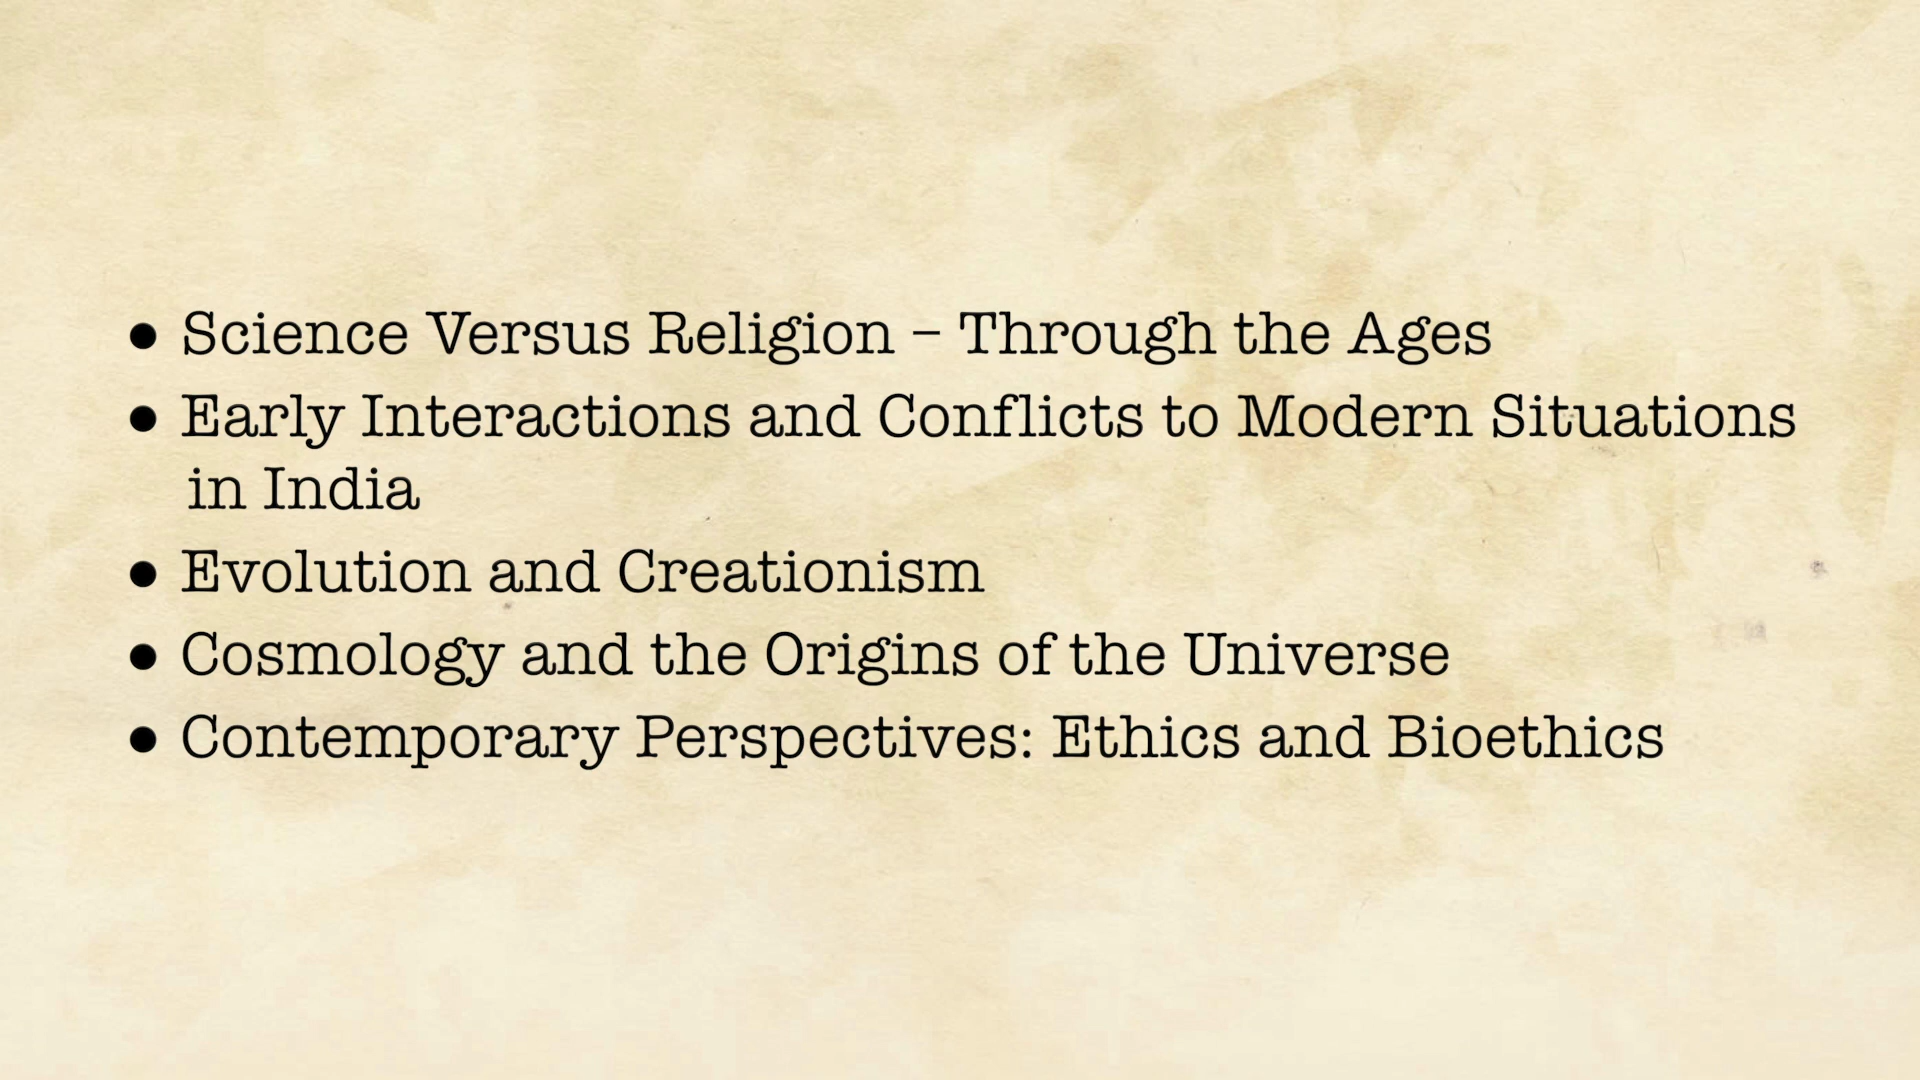 ● Science Versus Religion – Through the Ages
● Early Interactions and Conflicts to Modern Situations
in India
● Evolution and Creationism
● Cosmology and the Origins of the Universe
● Contemporary Perspectives: Ethics and Bioethics